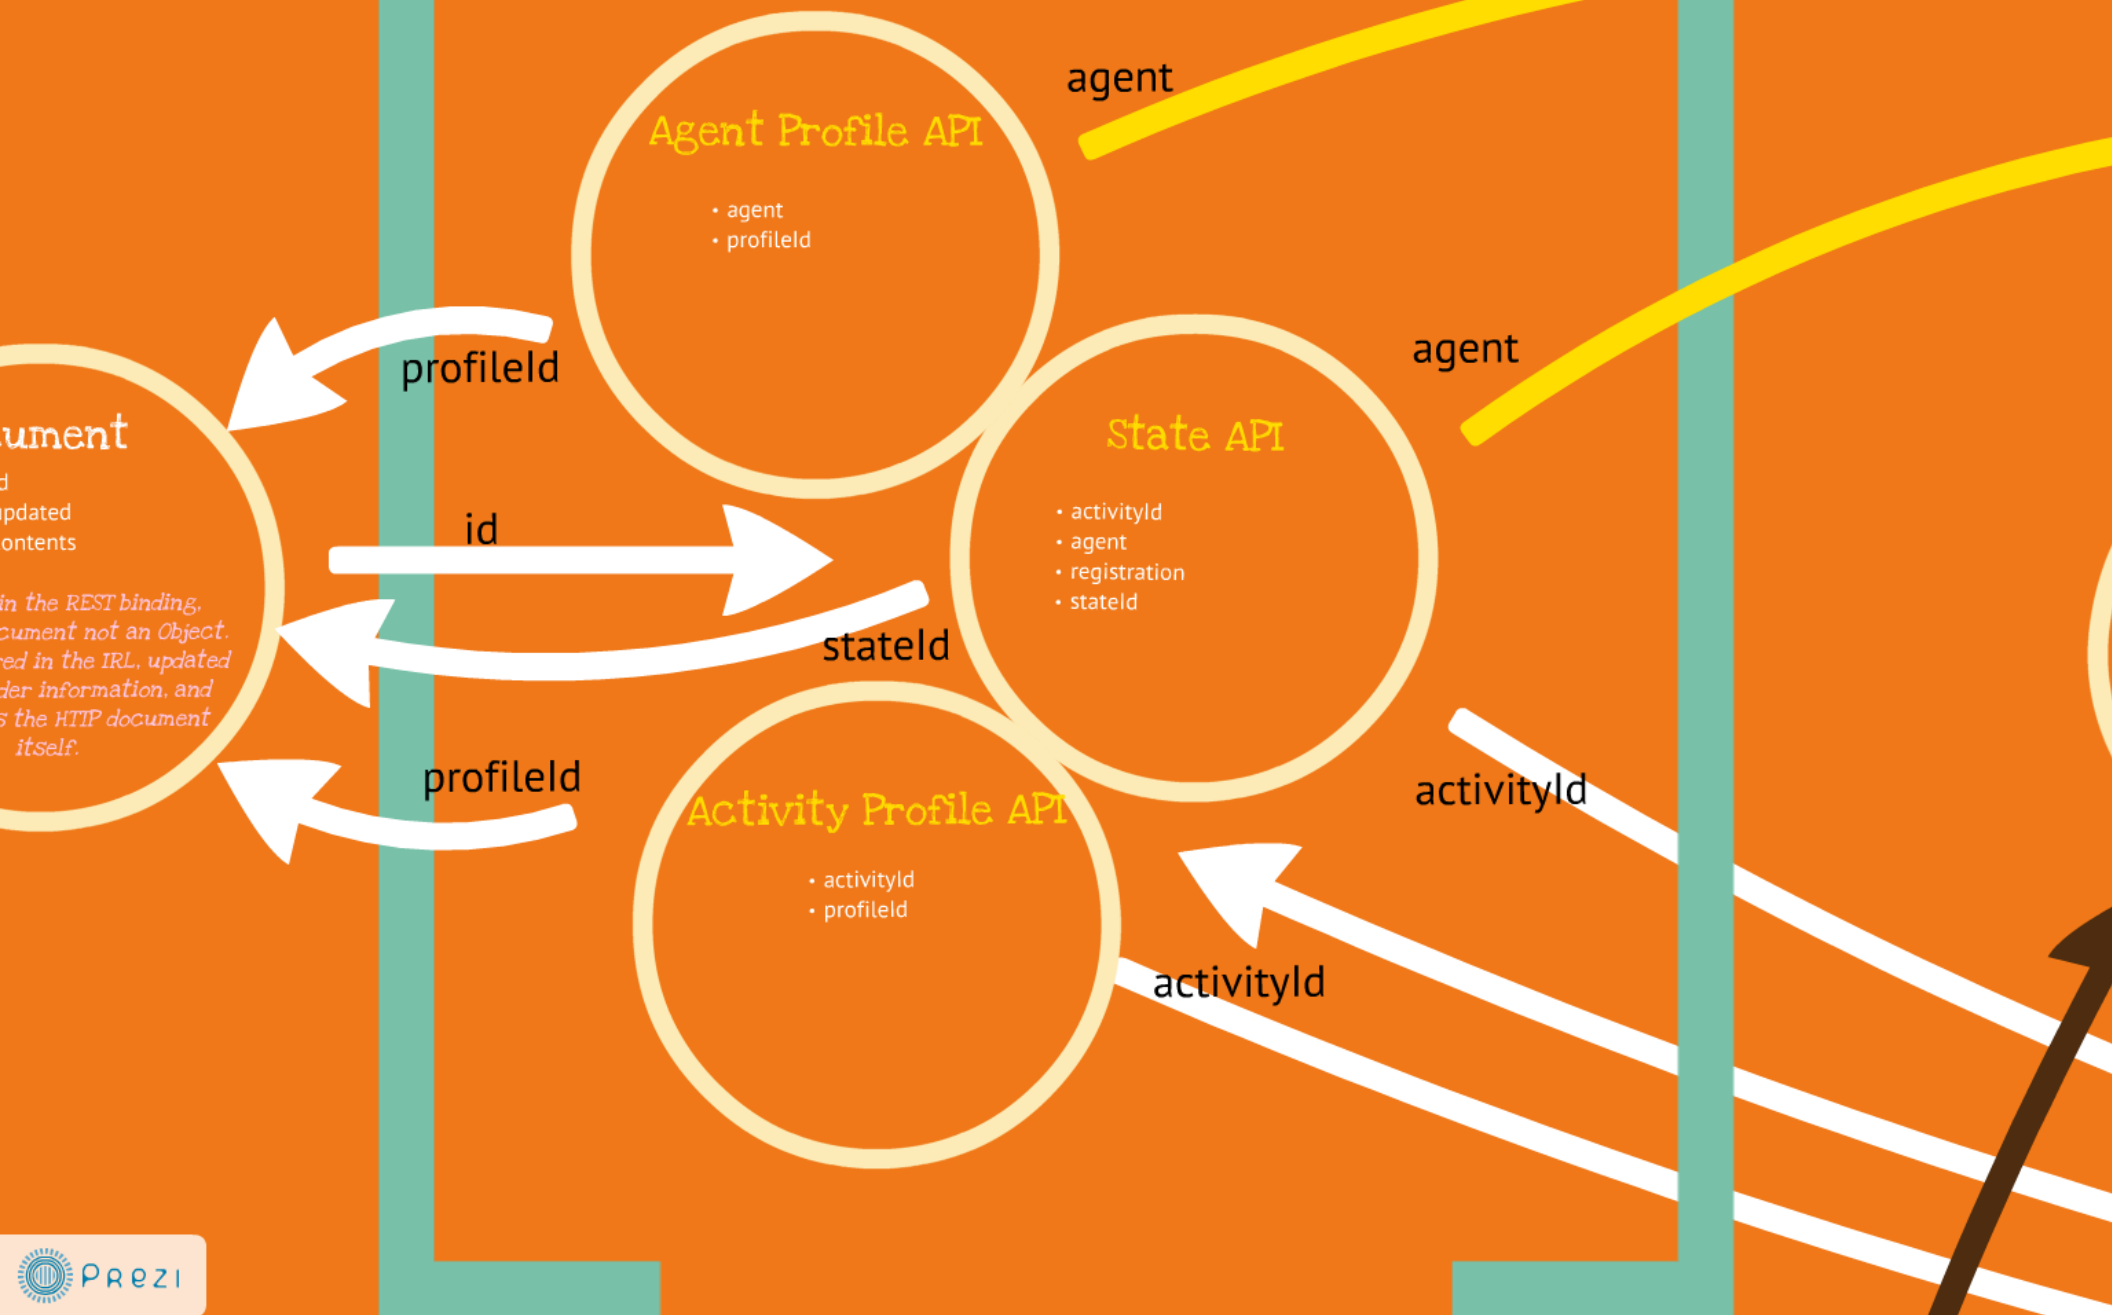 agent
Agent Profile API
• agent
• profileId
profileId
agent
ument
d
updated
ontents
in the REST binding,
cument not an Object.
red in the IRL, updated
der information, and
s the HTTP document
itself.
id
State API
• activityId
• agent
• registration
• stateId
stateId
profileId
Activity Profile API
• activityId
• profileId
activityId
activityId
Prezi